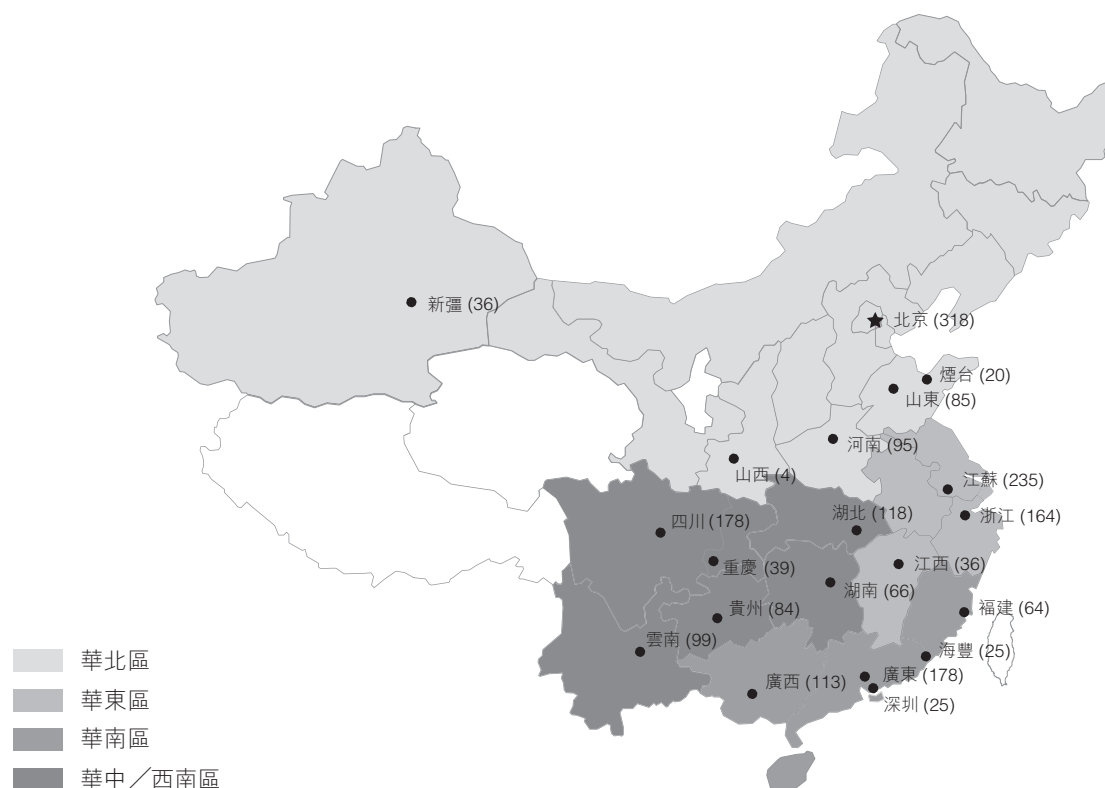 新疆 (36)
北京 (318)
煙台 (20)
山東 (85)
河南 (95)
山西 (4)
江蘇 (235)
浙江 (164)
四川 (178)
湖北 (118)
重慶 (39)
江西 (36)
湖南 (66)
貴州 (84)
福建 (64)
雲南 (99)
海豐 (25)
廣東 (178)
廣西 (113)
深圳 (25)
華北區
華東區
華南區
華中／西南區